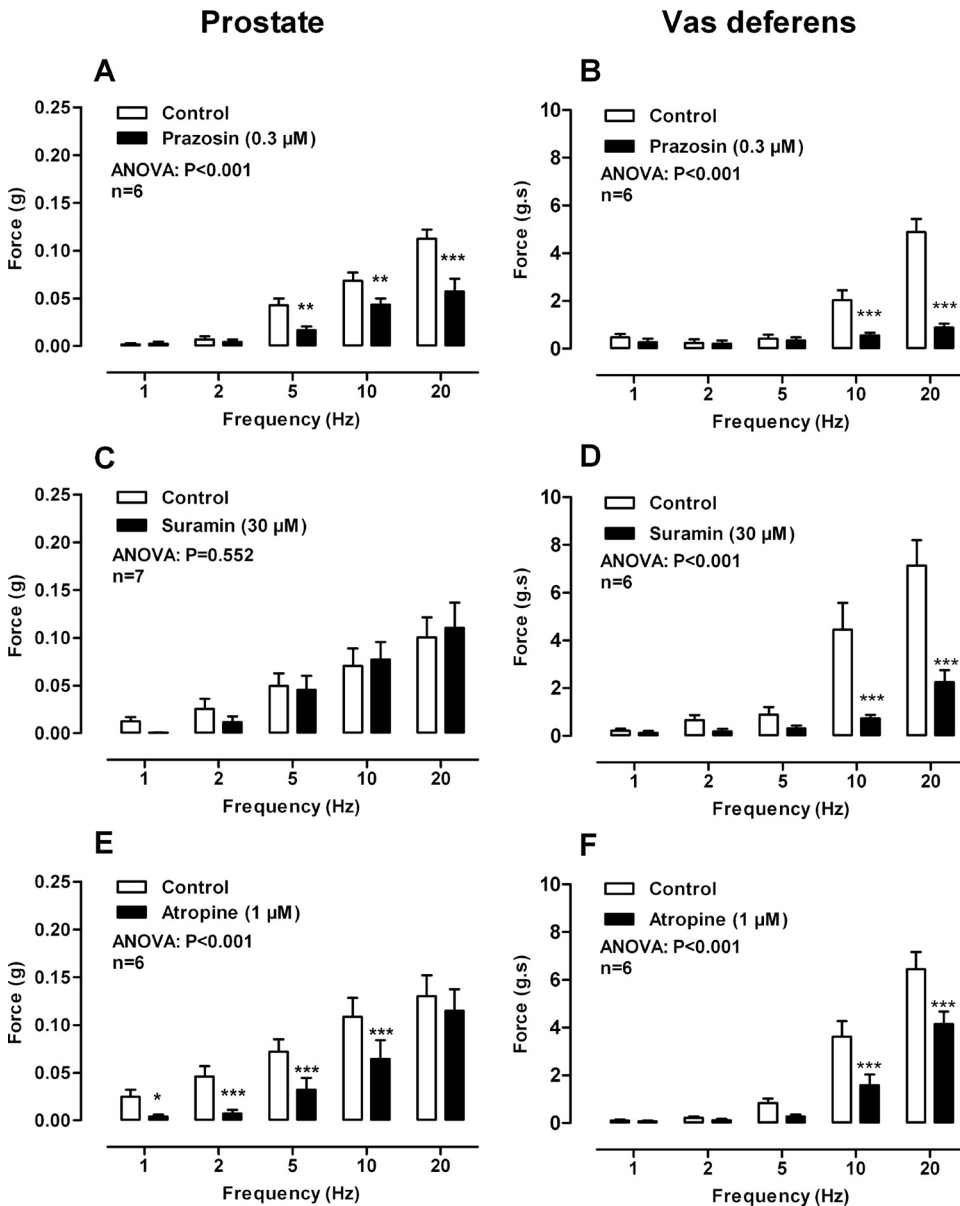 Prostate
Vas deferens
A
0.25
0.20
0.15
0.10
0.05
0.00
Force (g)
Control
Prazosin (0.3 µM)
ANOVA: P<0.001
n=6
**
**
***
1 2 5 10 20
Frequency (Hz)
B
10
8
6
4
2
0
Force (g.s)
Control
Prazosin (0.3 µM)
ANOVA: P<0.001
n=6
***
***
1 2 5 10 20
Frequency (Hz)
C
0.25
0.20
0.15
0.10
0.05
0.00
Force (g)
Control
Suramin (30 µM)
ANOVA: P=0.552
n=7
1 2 5 10 20
Frequency (Hz)
D
10
8
6
4
2
0
Force (g.s)
Control
Suramin (30 µM)
ANOVA: P<0.001
n=6
***
***
1 2 5 10 20
Frequency (Hz)
E
0.25
0.20
0.15
0.10
0.05
0.00
Force (g)
Control
Atropine (1 µM)
ANOVA: P<0.001
n=6
*
***
***
***
1 2 5 10 20
Frequency (Hz)
F
10
8
6
4
2
0
Force (g.s)
Control
Atropine (1 µM)
ANOVA: P<0.001
n=6
***
***
1 2 5 10 20
Frequency (Hz)